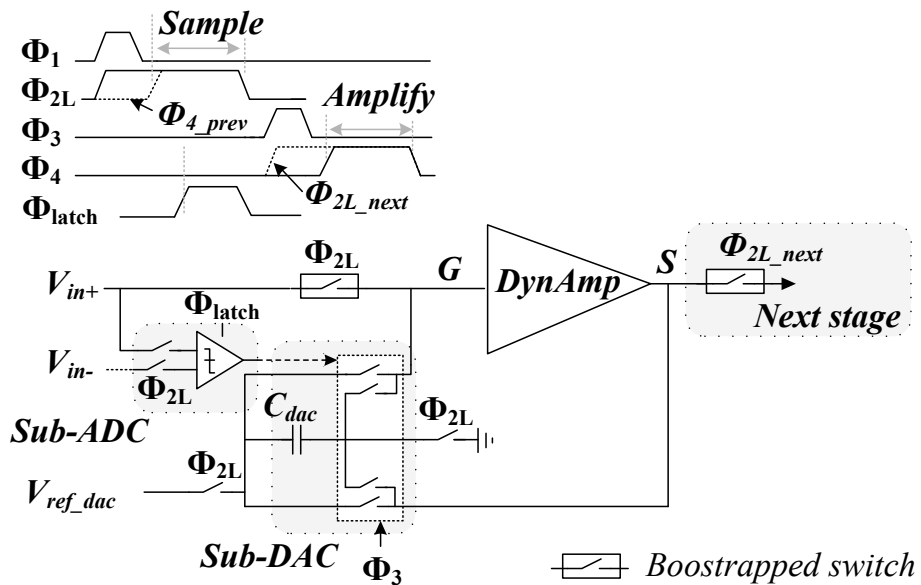 Sample
Φ1
Φ2L
Φ4_prev
Amplify
Φ3
Φ4
Φ2L_next
Φlatch
Φ2L
G
DynAmp
S
Φ2L_next
Next stage
Vin+
Φlatch
Vin-
Φ2L
Sub-ADC
Cdac
Φ2L
Φ2L
Vref_dac
Sub-DAC
Φ3
Boostrapped switch